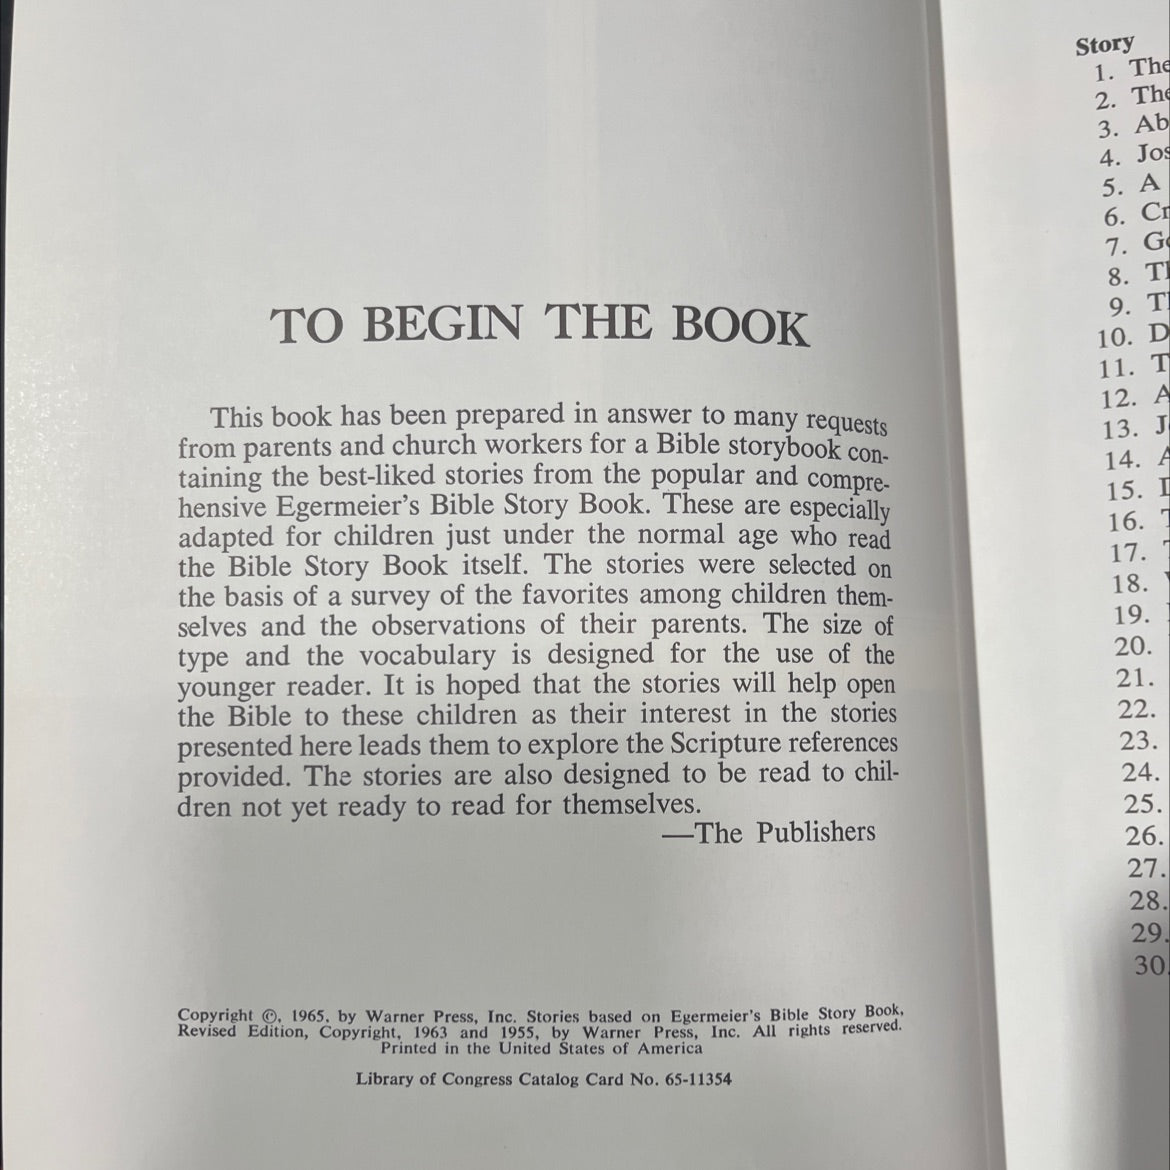 TO BEGIN THE BOOK
This book has been prepared in answer to many requests
from parents and church workers for a Bible storybook con-
taining the best-liked stories from the popular and compre-
hensive Egermeier's Bible Story Book. These are especially
adapted for children just under the normal age who read
the Bible Story Book itself. The stories were selected on
the basis of a survey of the favorites among children them-
selves and the observations of their parents. The size of
type and the vocabulary is designed for the use of the
younger reader. It is hoped that the stories will help open
the Bible to these children as their interest in the stories
presented here leads them to explore the Scripture references
provided. The stories are also designed to be read to chil-
dren not yet ready to read for themselves.
—The Publishers
Copyright ©, 1965, by Warner Press, Inc. Stories based on Egermeier's Bible Story Book,
Revised Edition, Copyright, 1963 and 1955, by Warner Press, Inc. All rights reserved.
Printed in the United States of America
Library of Congress Catalog Card No. 65-11354
Story
1. The
2. The
3. Ab
4. Jos
5. A
6. Cr
7. Go
8. Th
9. T
10. D
11. T
12. A
13. J
14. A
15.
16.
17.
18.
19.
20.
21.
22.
23.
24.
25.
26.
27.
28.
29.
30.